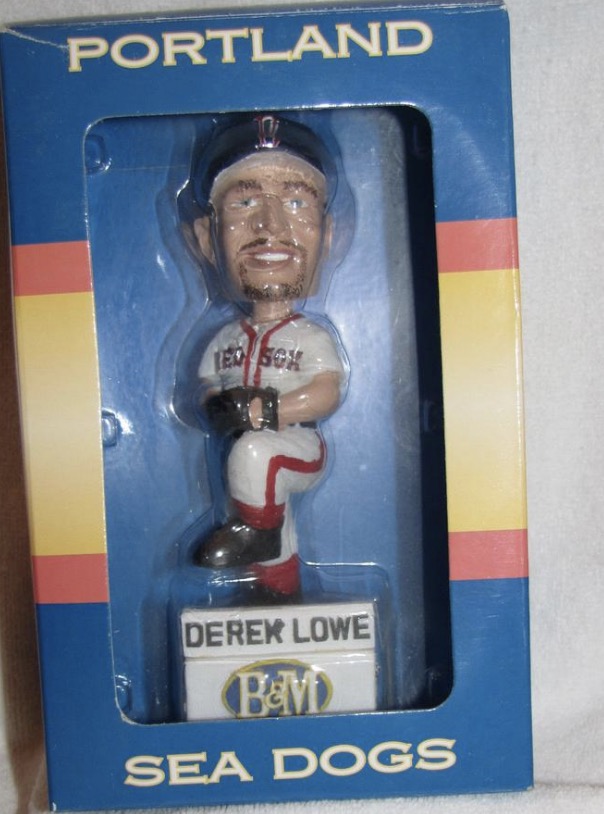 PORTLAND
B
RED SOX
DEREK LOWE
B&M
SEA DOGS